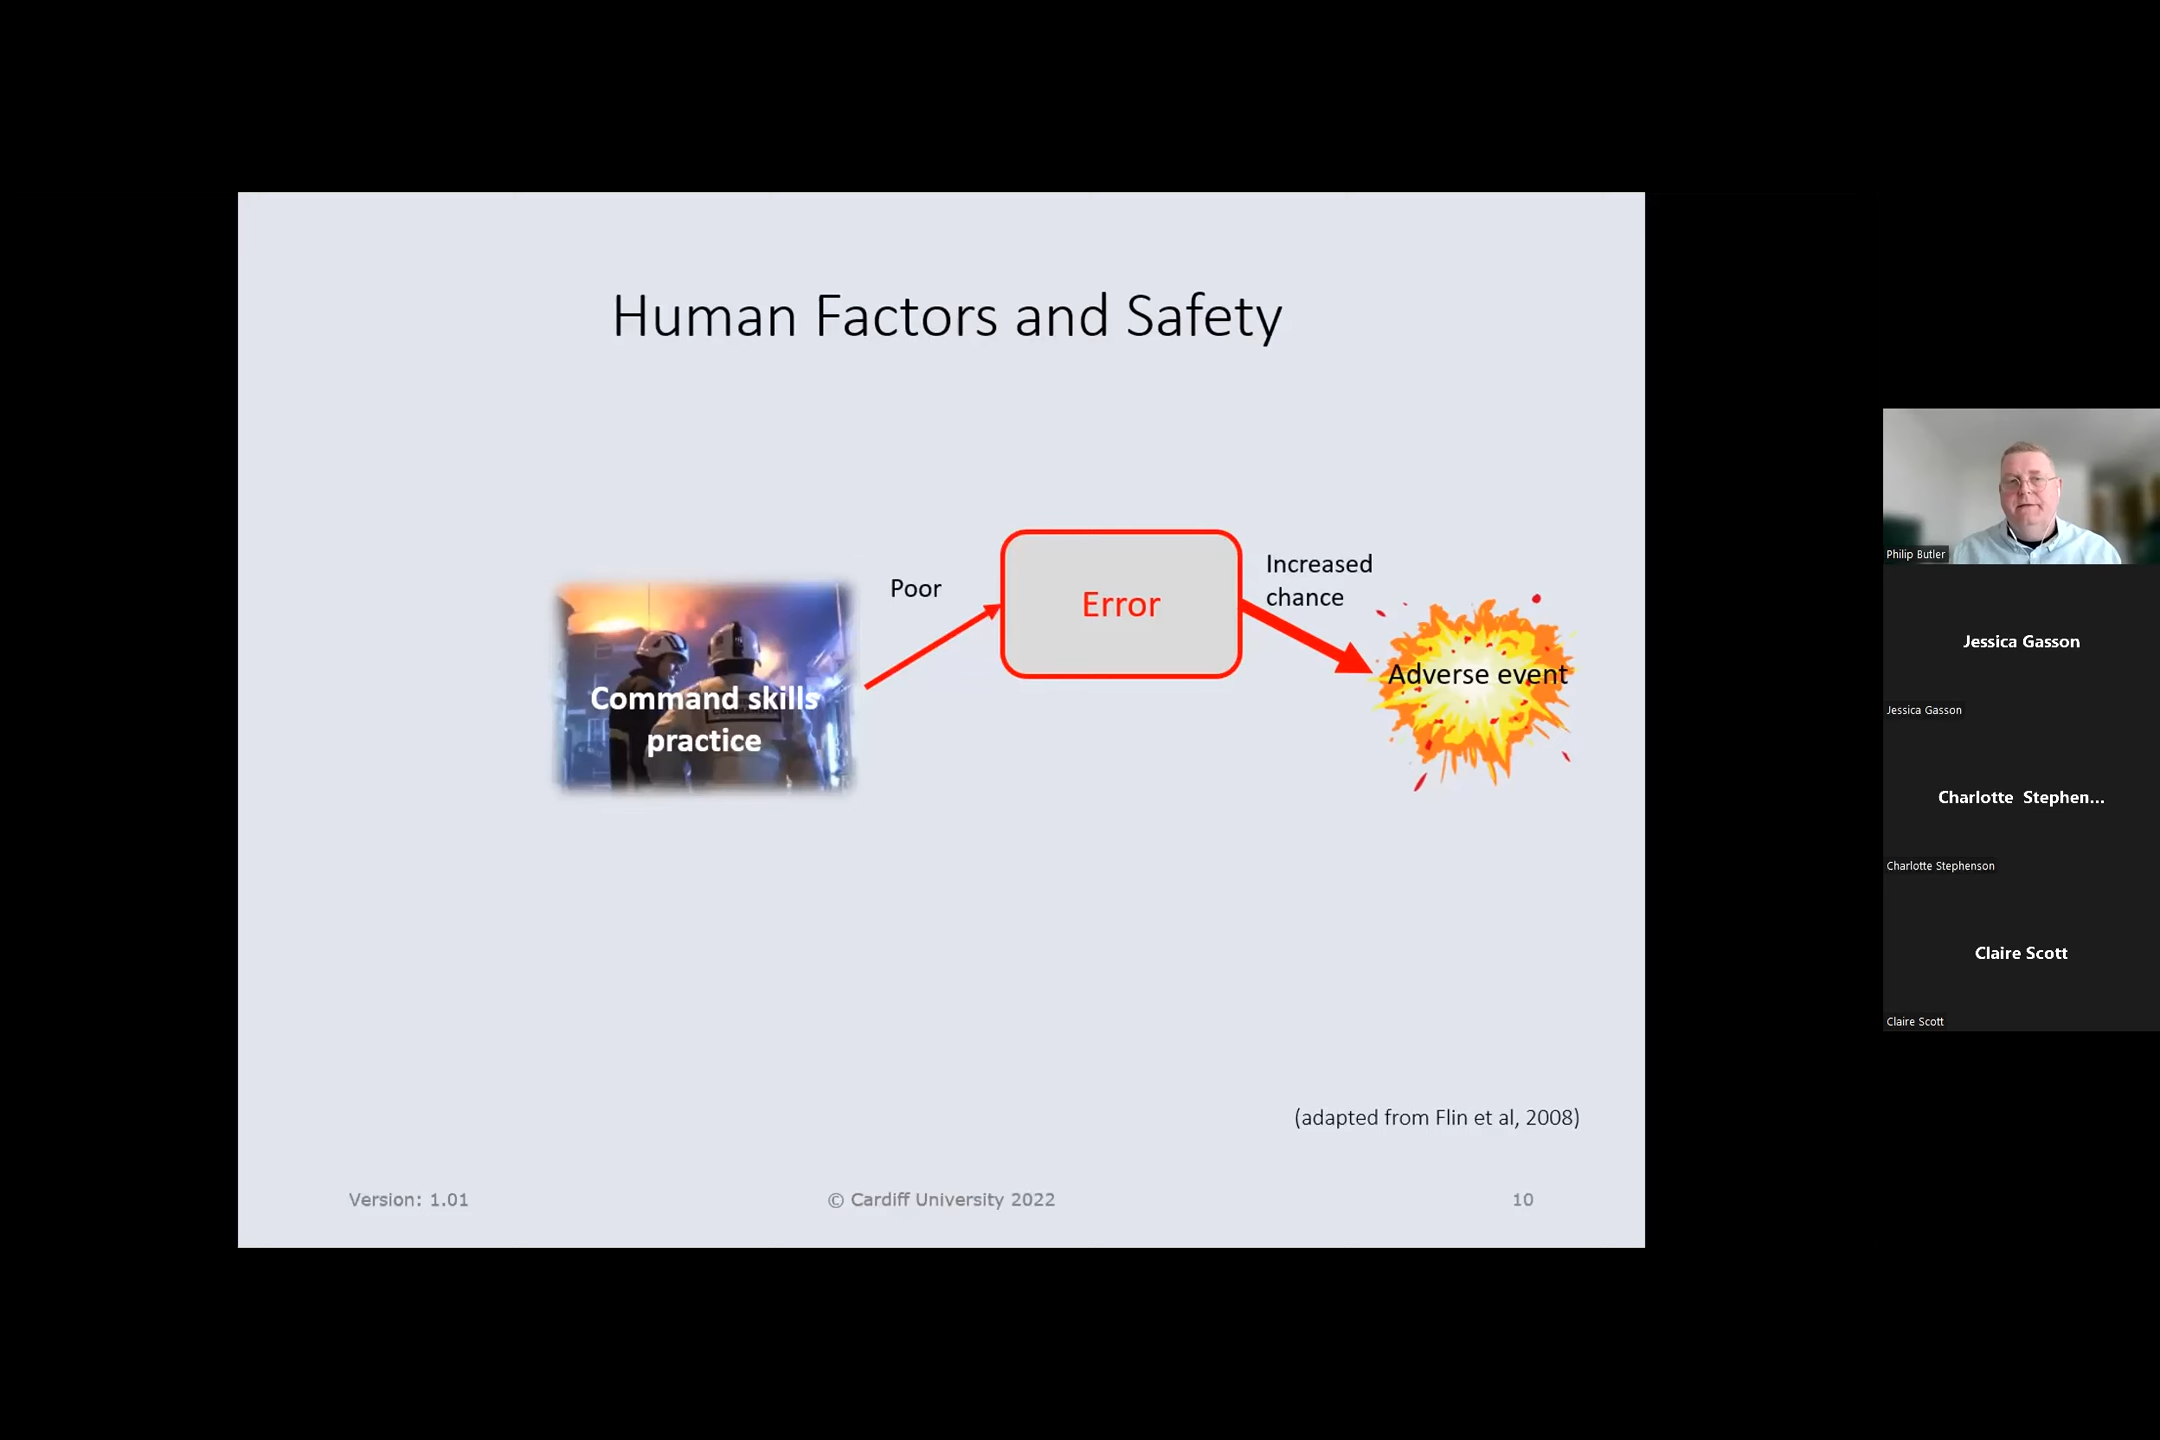 Human Factors and Safety
Poor
Error
Increased
chance
Command skills
practice
Adverse event
(adapted from Flin et al, 2008)
Version: 1.01
© Cardiff University 2022
10
Philip Butler
Jessica Gasson
Jessica Gasson
Charlotte  Stephen...
Charlotte Stephenson
Claire Scott
Claire Scott